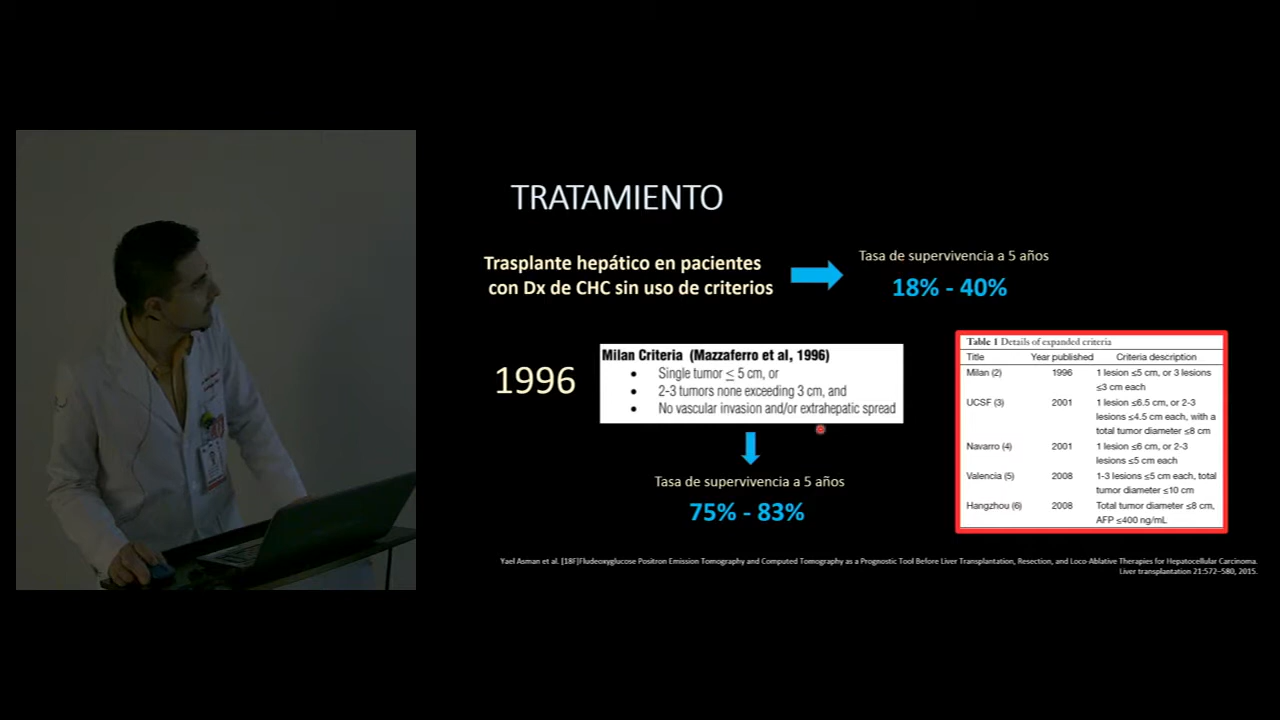 TRATAMIENTO
Trasplante hepático en pacientes
con Dx de CHC sin uso de criterios
Tasa de supervivencia a 5 años
18% - 40%
1996
Milan Criteria (Mazzaferro et al, 1996)
• Single tumor ≤ 5 cm, or
• 2-3 tumors none exceeding 3 cm, and
• No vascular invasion and/or extrahepatic spread
Tasa de supervivencia a 5 años
75% - 83%
Table 1 Details of expanded criteria
Title Year published Criteria description
Milan (2) 1996 1 lesion ≤5 cm, or 3 lesions
≤3 cm each
UCSF (3) 2001 1 lesion ≤6.5 cm, or 2-3
lesions ≤4.5 cm each, with a
total tumor diameter ≤8 cm
Navarro (4) 2001 1 lesion ≤6 cm, or 2-3
lesions ≤5 cm each
Valencia (5) 2008 1-3 lesions ≤5 cm each, total
tumor diameter ≤10 cm
Hangzhou (6) 2008 Total tumor diameter ≤8 cm,
AFP ≤400 ng/mL
Yael Asman et al. [18F]Fludeoxyglucose Positron Emission Tomography and Computed Tomography as a Prognostic Tool Before Liver Transplantation, Resection, and Loco-Ablative Therapies for Hepatocellular Carcinoma.
Liver transplantation 21:572–580, 2015.